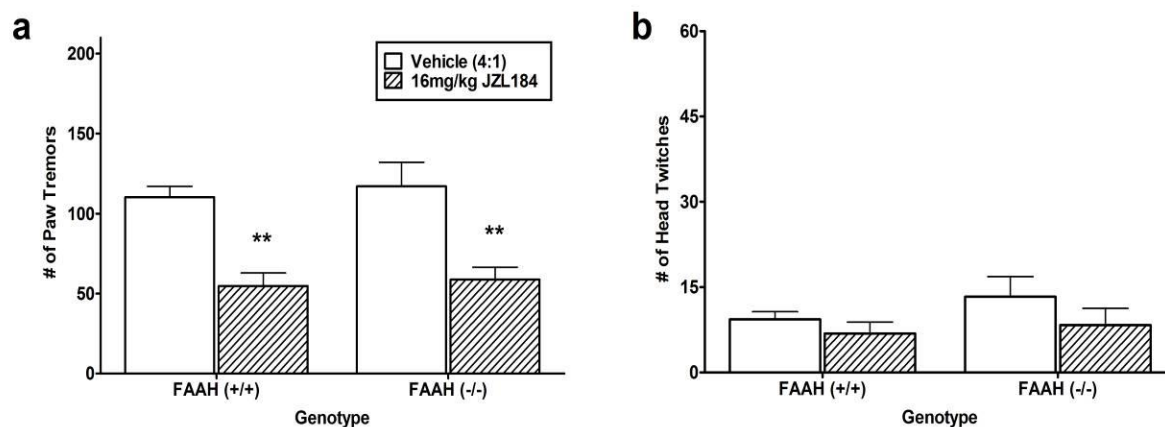 a
200
150
100
50
0
# of Paw Tremors
Vehicle (4:1)
16mg/kg JZL184
**
**
FAAH (+/+)
FAAH (-/-)
Genotype
b
60
45
30
15
0
# of Head Twitches
FAAH (+/+)
FAAH (-/-)
Genotype